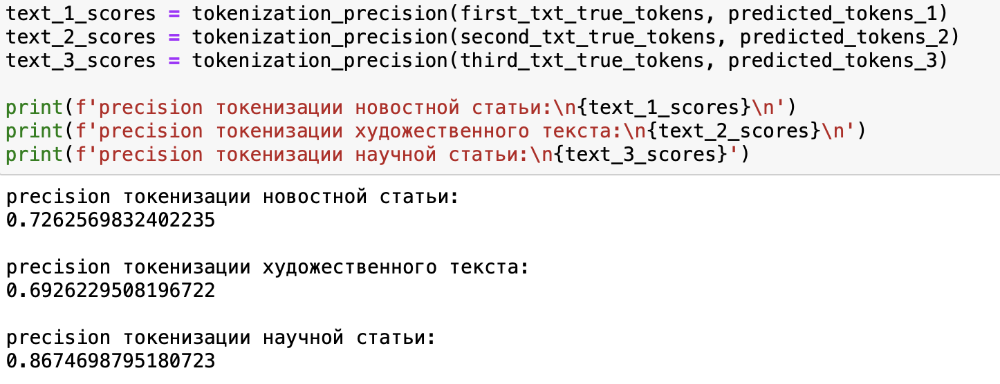 text_1_scores = tokenization_precision(first_txt_true_tokens, predicted_tokens_1)
text_2_scores = tokenization_precision(second_txt_true_tokens, predicted_tokens_2)
text_3_scores = tokenization_precision(third_txt_true_tokens, predicted_tokens_3)
print(f'precision токенизации новостной статьи:\n{text_1_scores}\n')
print(f'precision токенизации художественного текста:\n{text_2_scores}\n')
print(f'precision токенизации научной статьи:\n{text_3_scores}')
precision токенизации новостной статьи:
0.7262569832402235
precision токенизации художественного текста:
0.6926229508196722
precision токенизации научной статьи:
0.8674698795180723